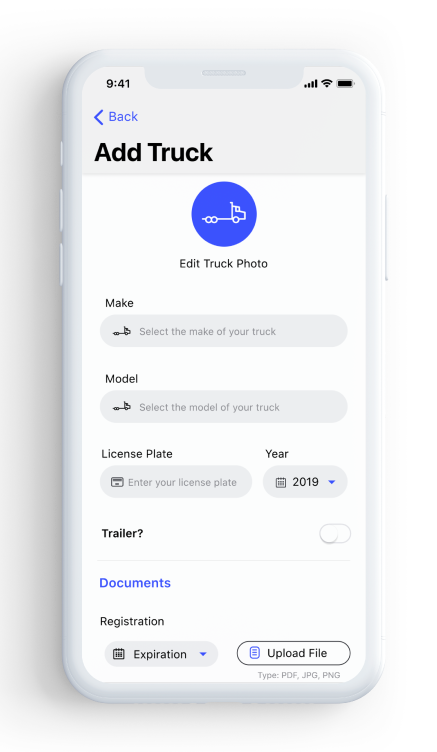 9:41
Back
Add Truck
Edit Truck Photo
Make
Select the make of your truck
Model
Select the model of your truck
License Plate Year
Enter your license plate 2019
Trailer?
Documents
Registration
Expiration Upload File
Type: PDF, JPG, PNG